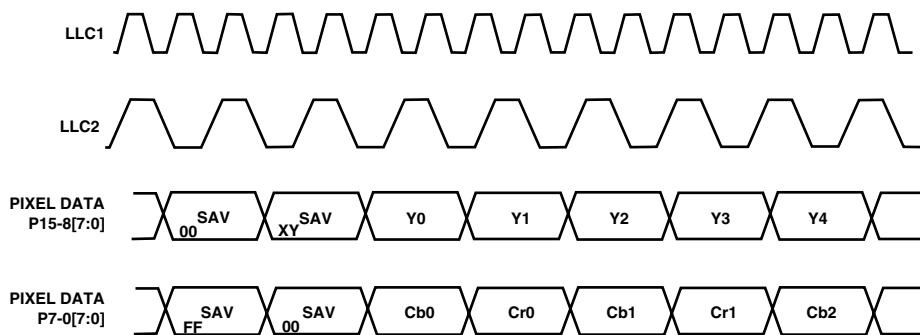 LLC1
LLC2
PIXEL DATA
P15-8[7:0]
SAV
00
SAV
XY
Y0
Y1
Y2
Y3
Y4
PIXEL DATA
P7-0[7:0]
SAV
FF
SAV
00
Cb0
Cr0
Cb1
Cr1
Cb2